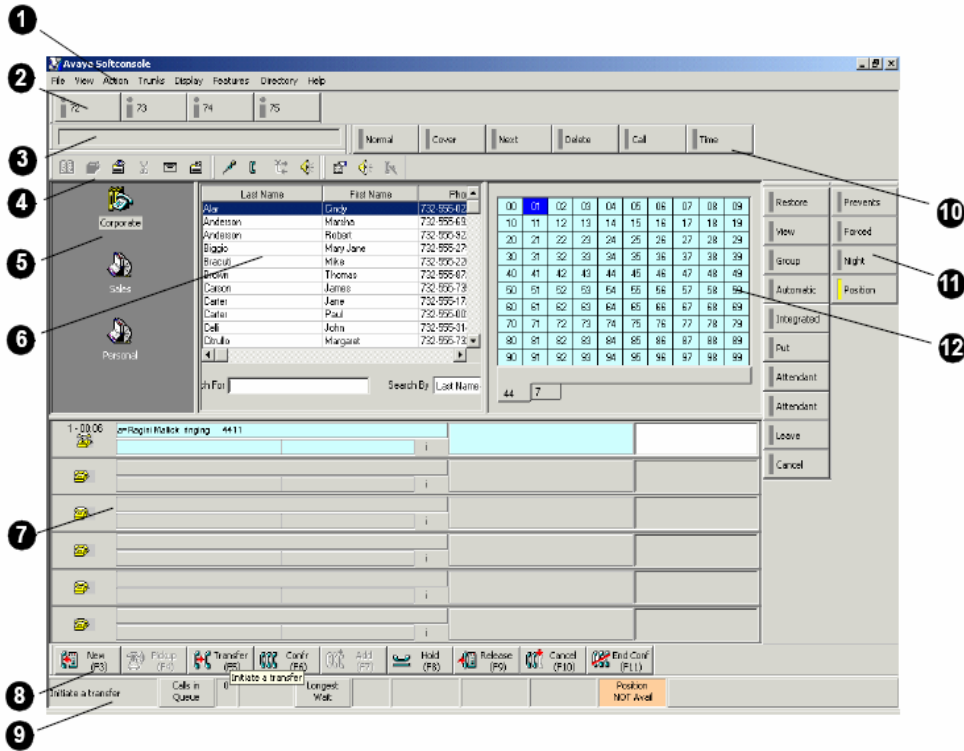 1
Avaya Softconsole
2
File View Action Trunks Display Features Directory Help
72 73 74 75
3
Normal Cover Next Delete Call Time
4
10
5
Corporate
Sales
Personal
6
Last Name First Name
Alar Cindy
Anderson Marsha
Anderson Robert
Biggio Mary Jane
Bracuti Mike
Brown Thomas
Carson James
Carter Jane
Carter Paul
Celli John
Citrullo Margaret
ch For Search By Last Name
00 01 02 03 04 05 06 07 08 09
10 11 12 13 14 15 16 17 18 19
20 21 22 23 24 25 26 27 28 29
30 31 32 33 34 35 36 37 38 39
40 41 42 43 44 45 46 47 48 49
50 51 52 53 54 55 56 57 58 59
60 61 62 63 64 65 66 67 68 69
70 71 72 73 74 75 76 77 78 79
80 81 82 83 84 85 86 87 88 89
90 91 92 93 94 95 96 97 98 99
44 7
Restore Prevents
View Forced
Group Night
Automatic Position
Integrated
Put
Attendant
Attendant
Leave
Cancel
11
12
1 - 00:06 a=Ragini Mallick ringing 4411
i
i
i
i
i
i
7
8
New (F3)
Pickup (F4)
Transfer (F5)
Confr (F6)
Add (F7)
Hold (F8)
Release (F9)
Cancel (F10)
End Conf (F11)
Initiate a transfer
9
Initiate a transfer
Calls in Queue
0
Longest Wait:
Position NOT Avail